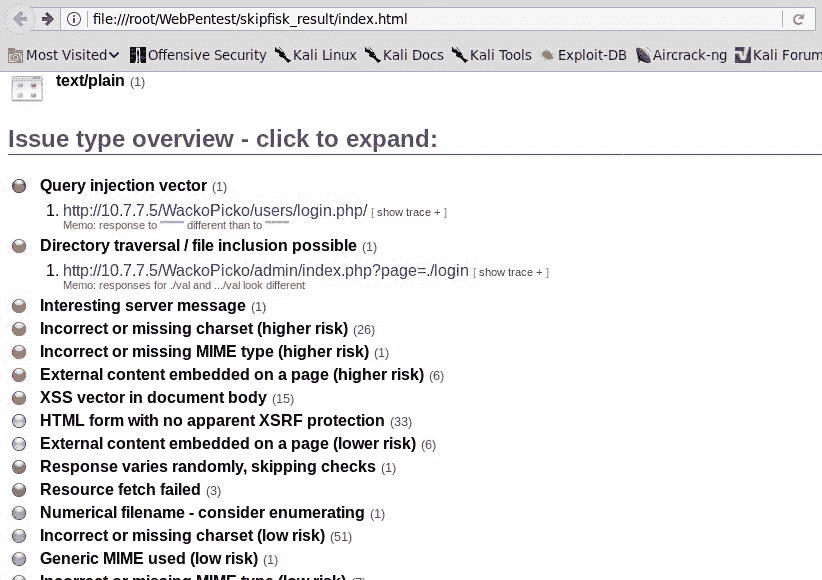 file:///root/WebPentest/skipfisk_result/index.html
Most Visited Offensive Security Kali Linux Kali Docs Kali Tools Exploit-DB Aircrack-ng Kali Forum
text/plain (1)
Issue type overview - click to expand:
Query injection vector (1)
1. http://10.7.7.5/WackoPicko/users/login.php/ [ show trace + ]
Memo: response to different than to
Directory traversal / file inclusion possible (1)
1. http://10.7.7.5/WackoPicko/admin/index.php?page=./login [ show trace + ]
Memo: responses for ./val and .../val look different
Interesting server message (1)
Incorrect or missing charset (higher risk) (26)
Incorrect or missing MIME type (higher risk) (1)
External content embedded on a page (higher risk) (6)
XSS vector in document body (15)
HTML form with no apparent XSRF protection (33)
External content embedded on a page (lower risk) (6)
Response varies randomly, skipping checks (1)
Resource fetch failed (3)
Numerical filename - consider enumerating (1)
Incorrect or missing charset (low risk) (51)
Generic MIME used (low risk) (1)
Incorrect or missing MIME type (low risk)